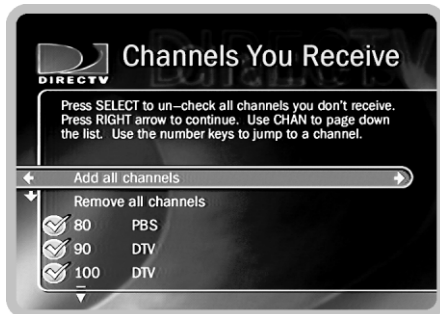 DIRECTV
Channels You Receive
Press SELECT to un–check all channels you don't receive.
Press RIGHT arrow to continue. Use CHAN to page down
the list. Use the number keys to jump to a channel.
Add all channels
Remove all channels
80 PBS
90 DTV
100 DTV